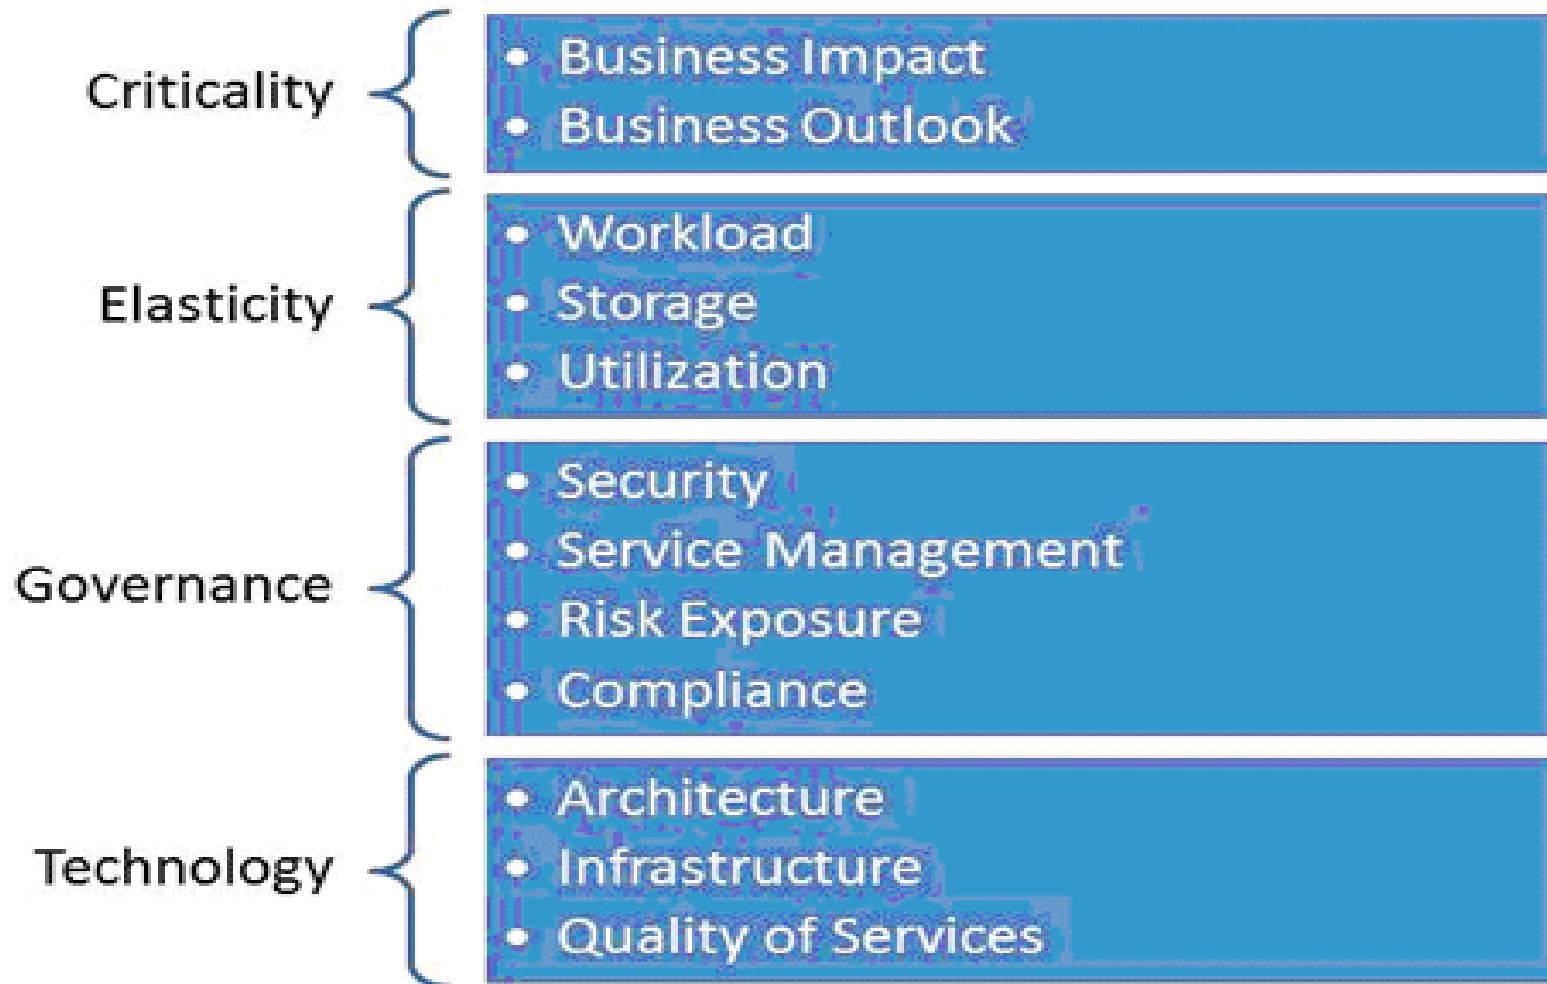 Criticality
• Business Impact
• Business Outlook
Elasticity
• Workload
• Storage
• Utilization
Governance
• Security
• Service Management
• Risk Exposure
• Compliance
Technology
• Architecture
• Infrastructure
• Quality of Services